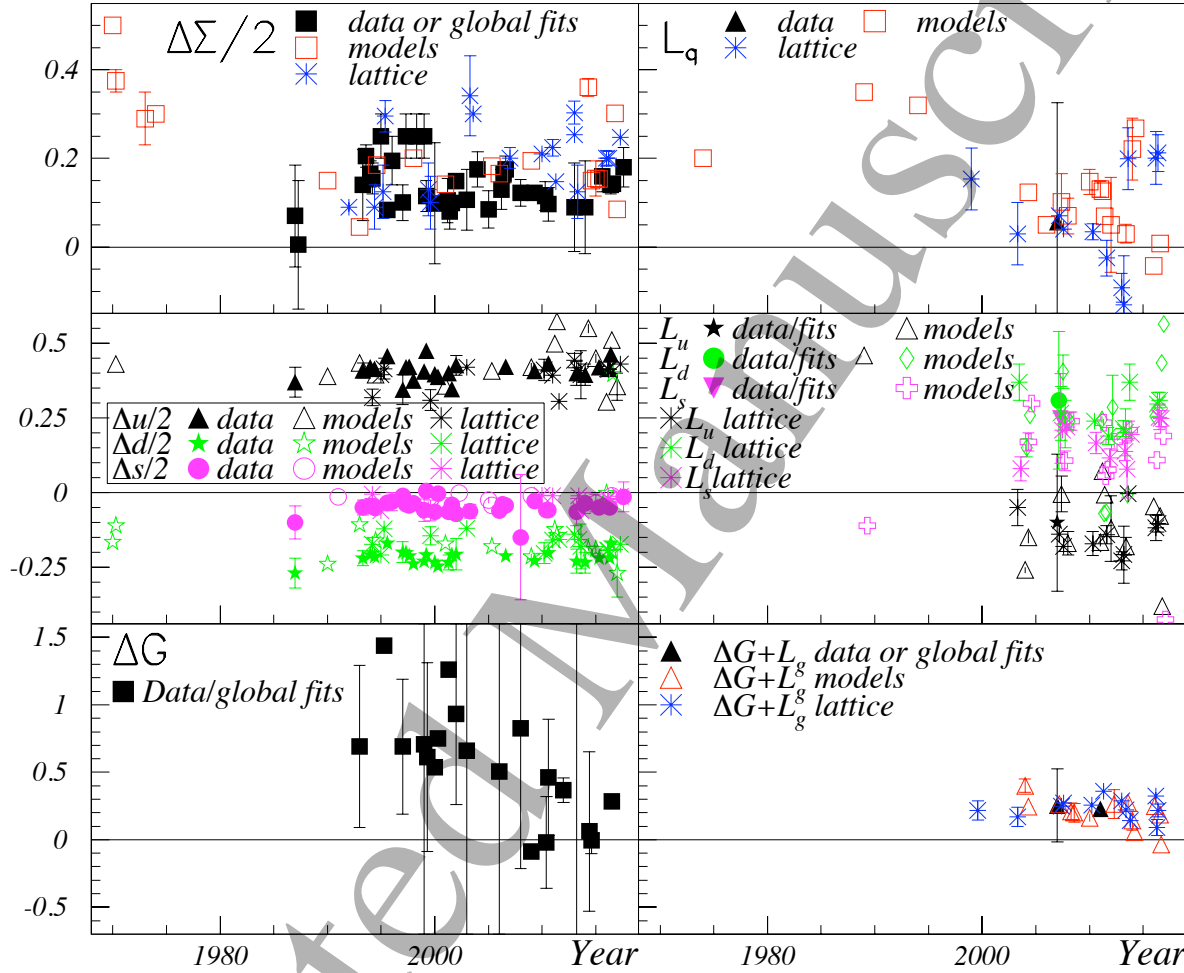 ΔΣ/2
data or global fits
models
lattice
0.4
0.2
0
L_q
data
models
lattice
0.5
0.25
0
-0.25
Δu/2 data models lattice
Δd/2 data models lattice
Δs/2 data models lattice
L_u data/fits models
L_d data/fits models
L_s data/fits models
L_u lattice
L_d lattice
L_s lattice
ΔG
Data/global fits
1.5
1
0.5
0
-0.5
ΔG+L_g data or global fits
ΔG+L_g models
ΔG+L_g lattice
1980 2000 Year
1980 2000 Year
ted Manuscri